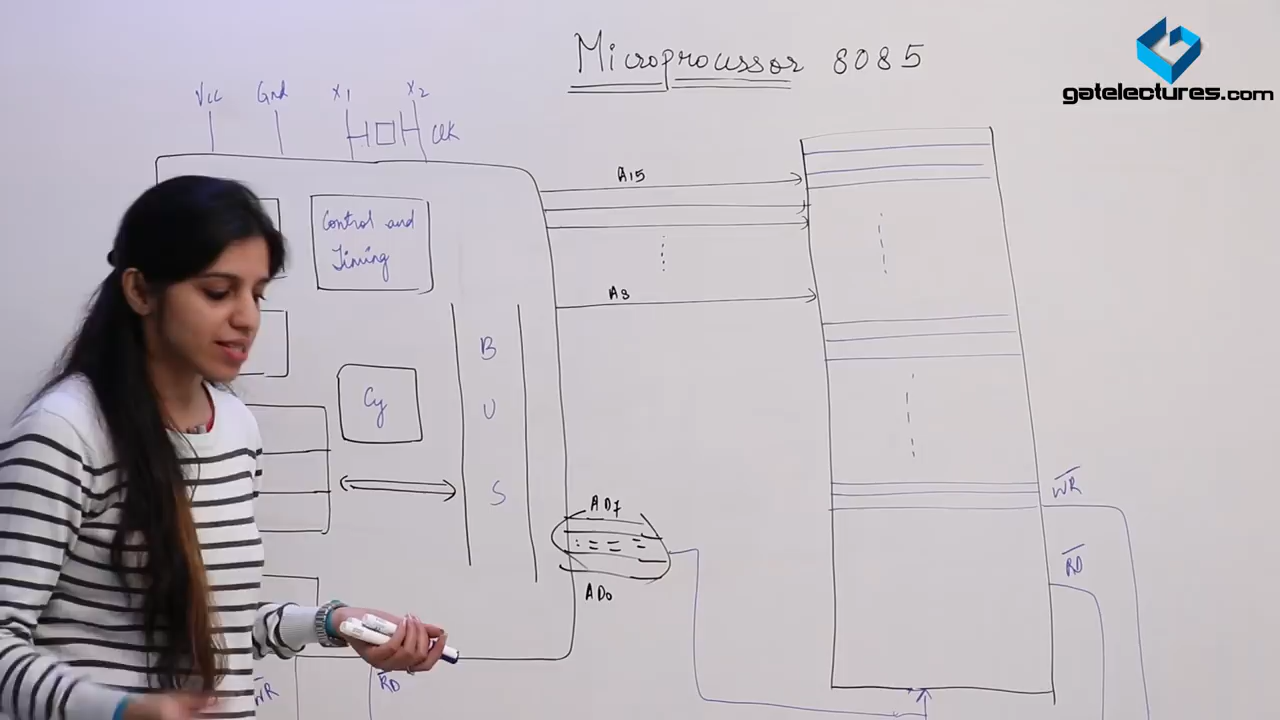 Microprocessor 8085
gatelectures.com
Vcc
Gnd
X1
X2
CLK
Control and
Timing
A15
A8
B
U
S
Cy
AD7
AD0
WR
RD
WR
RD